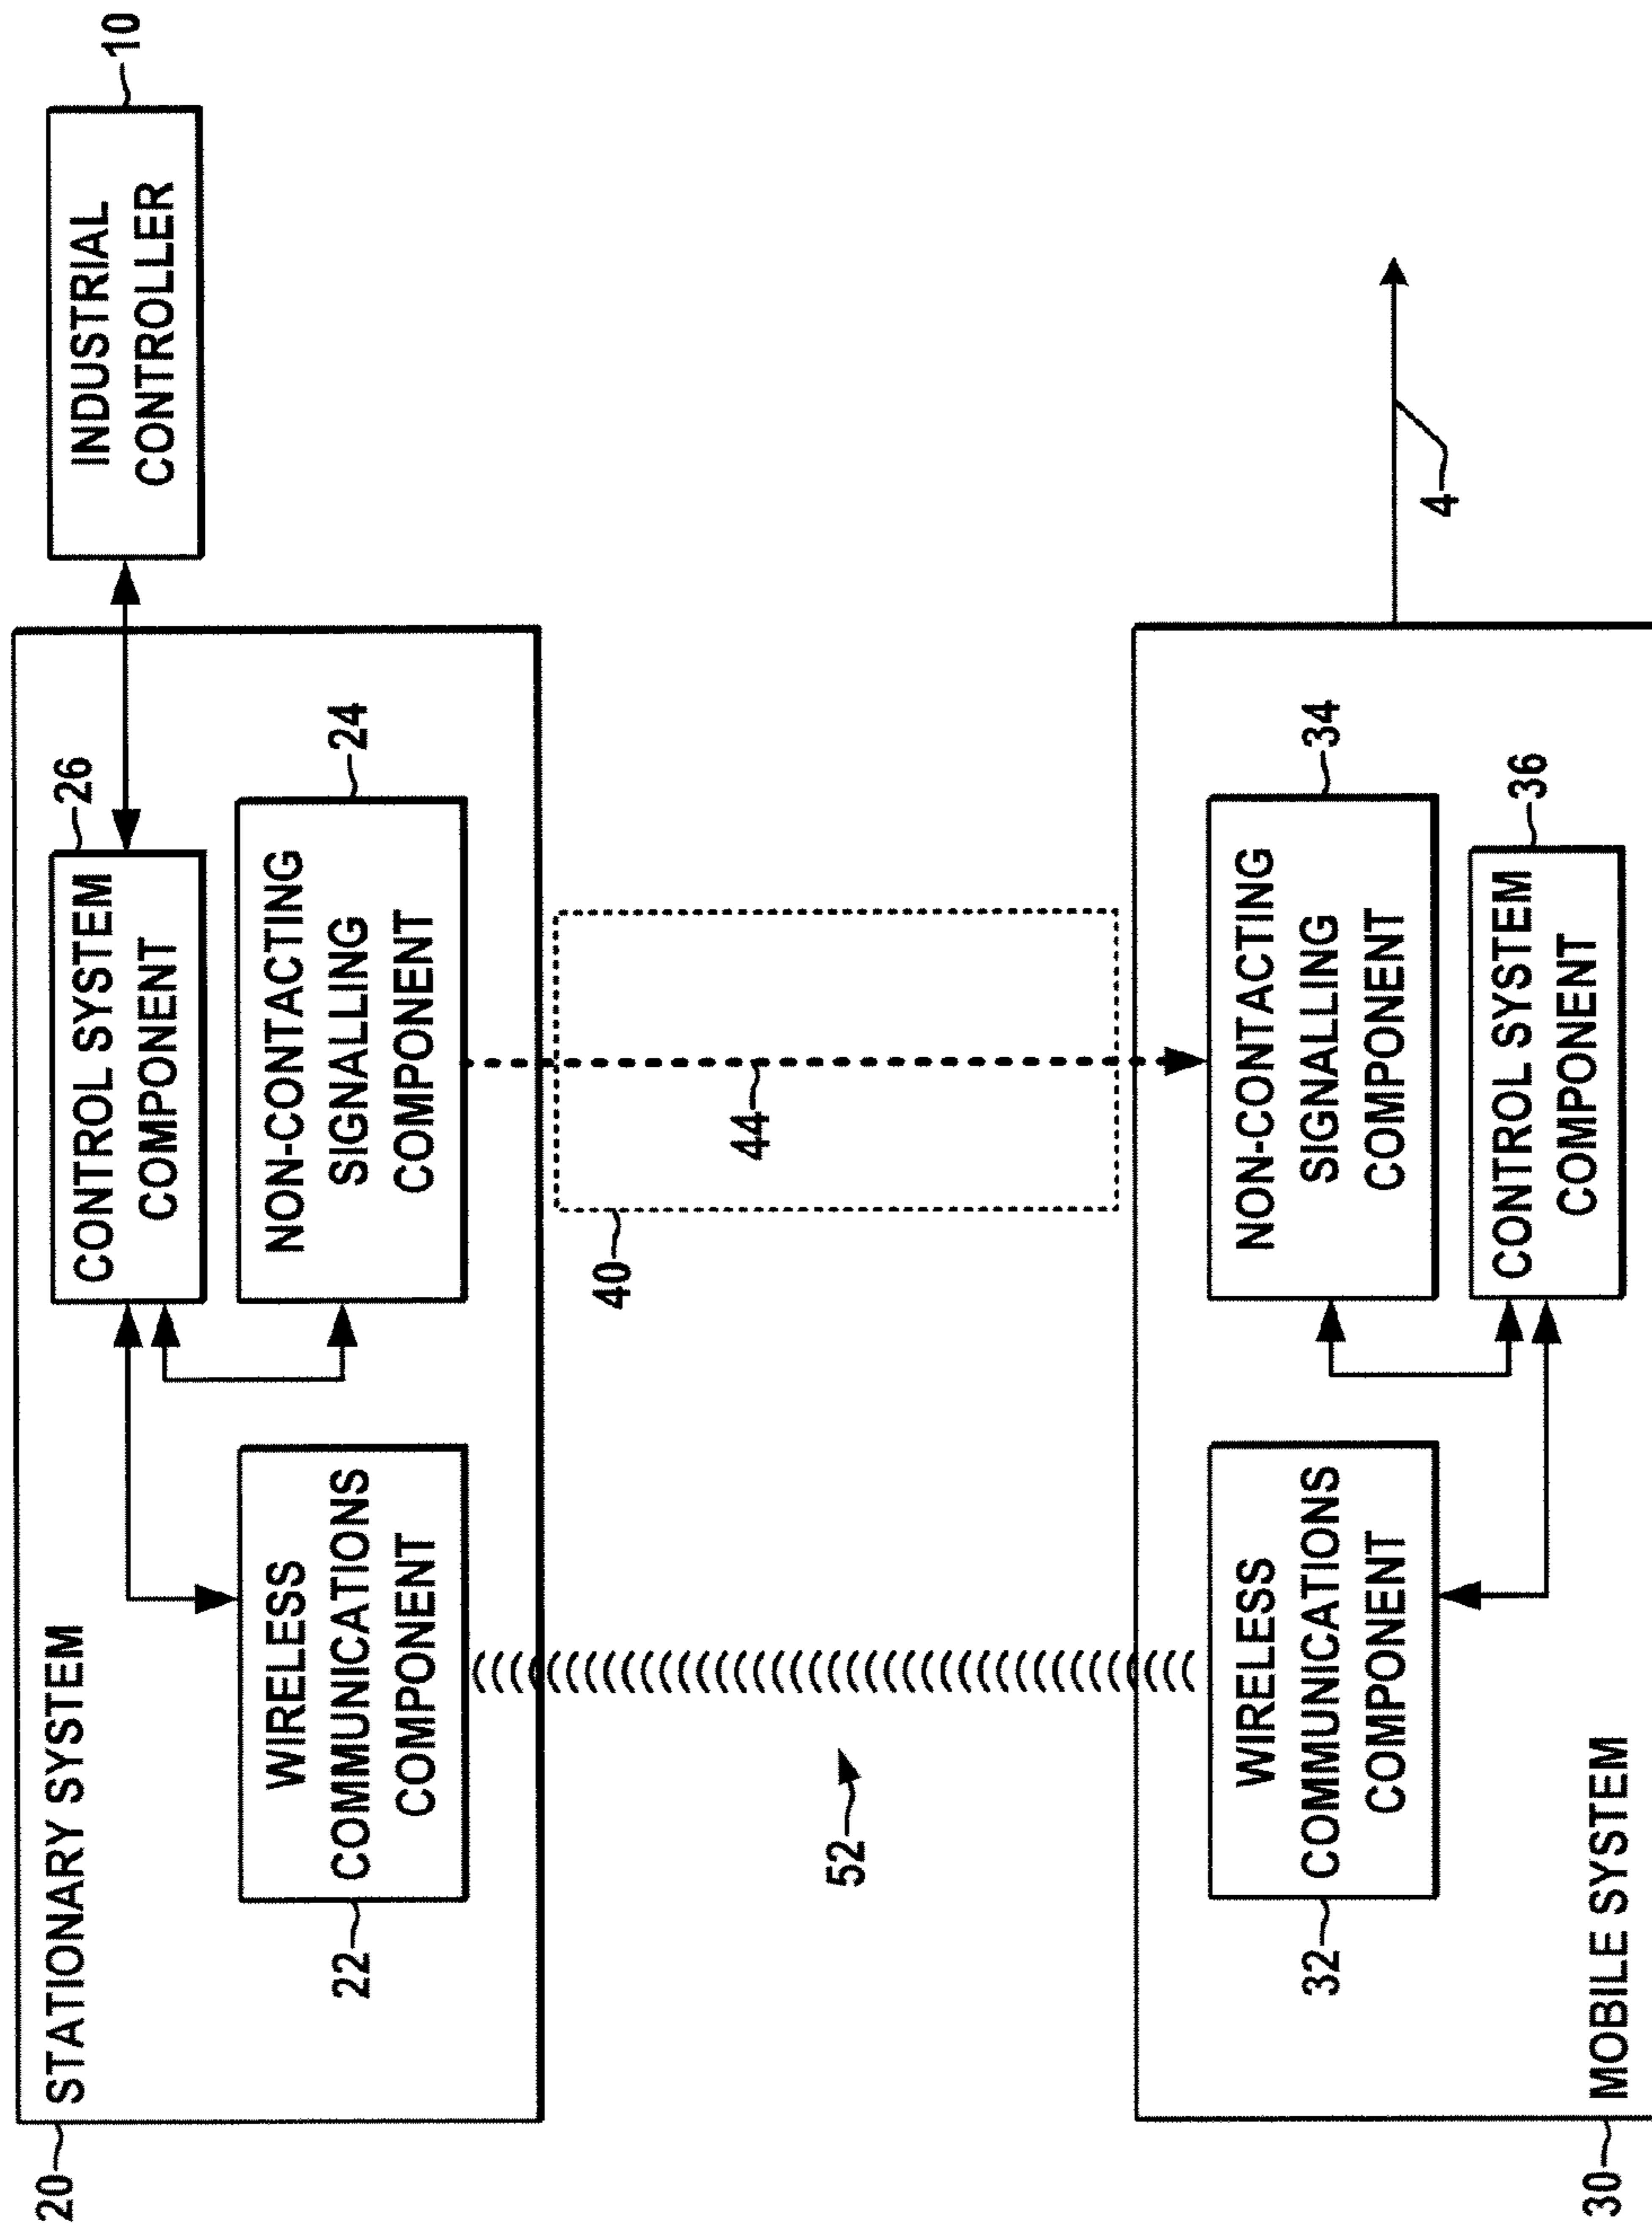 20
STATIONARY SYSTEM
CONTROL SYSTEM
COMPONENT
26
INDUSTRIAL
CONTROLLER
10
22
WIRELESS
COMMUNICATIONS
COMPONENT
NON-CONTACTING
SIGNALLING
COMPONENT
24
40
44
52
4
32
WIRELESS
COMMUNICATIONS
COMPONENT
NON-CONTACTING
SIGNALLING
COMPONENT
34
CONTROL SYSTEM
COMPONENT
36
30
MOBILE SYSTEM